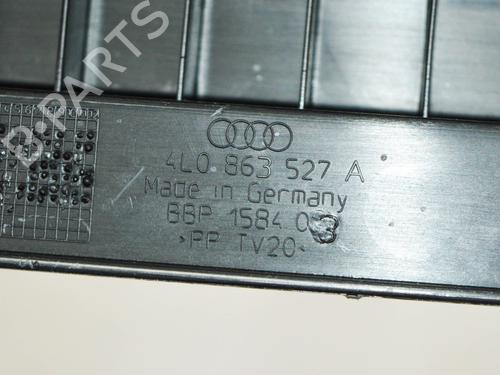 B-PARTS
4L0 863 527 A
Made in Germany
BBP 1584 03
>PP TV20<